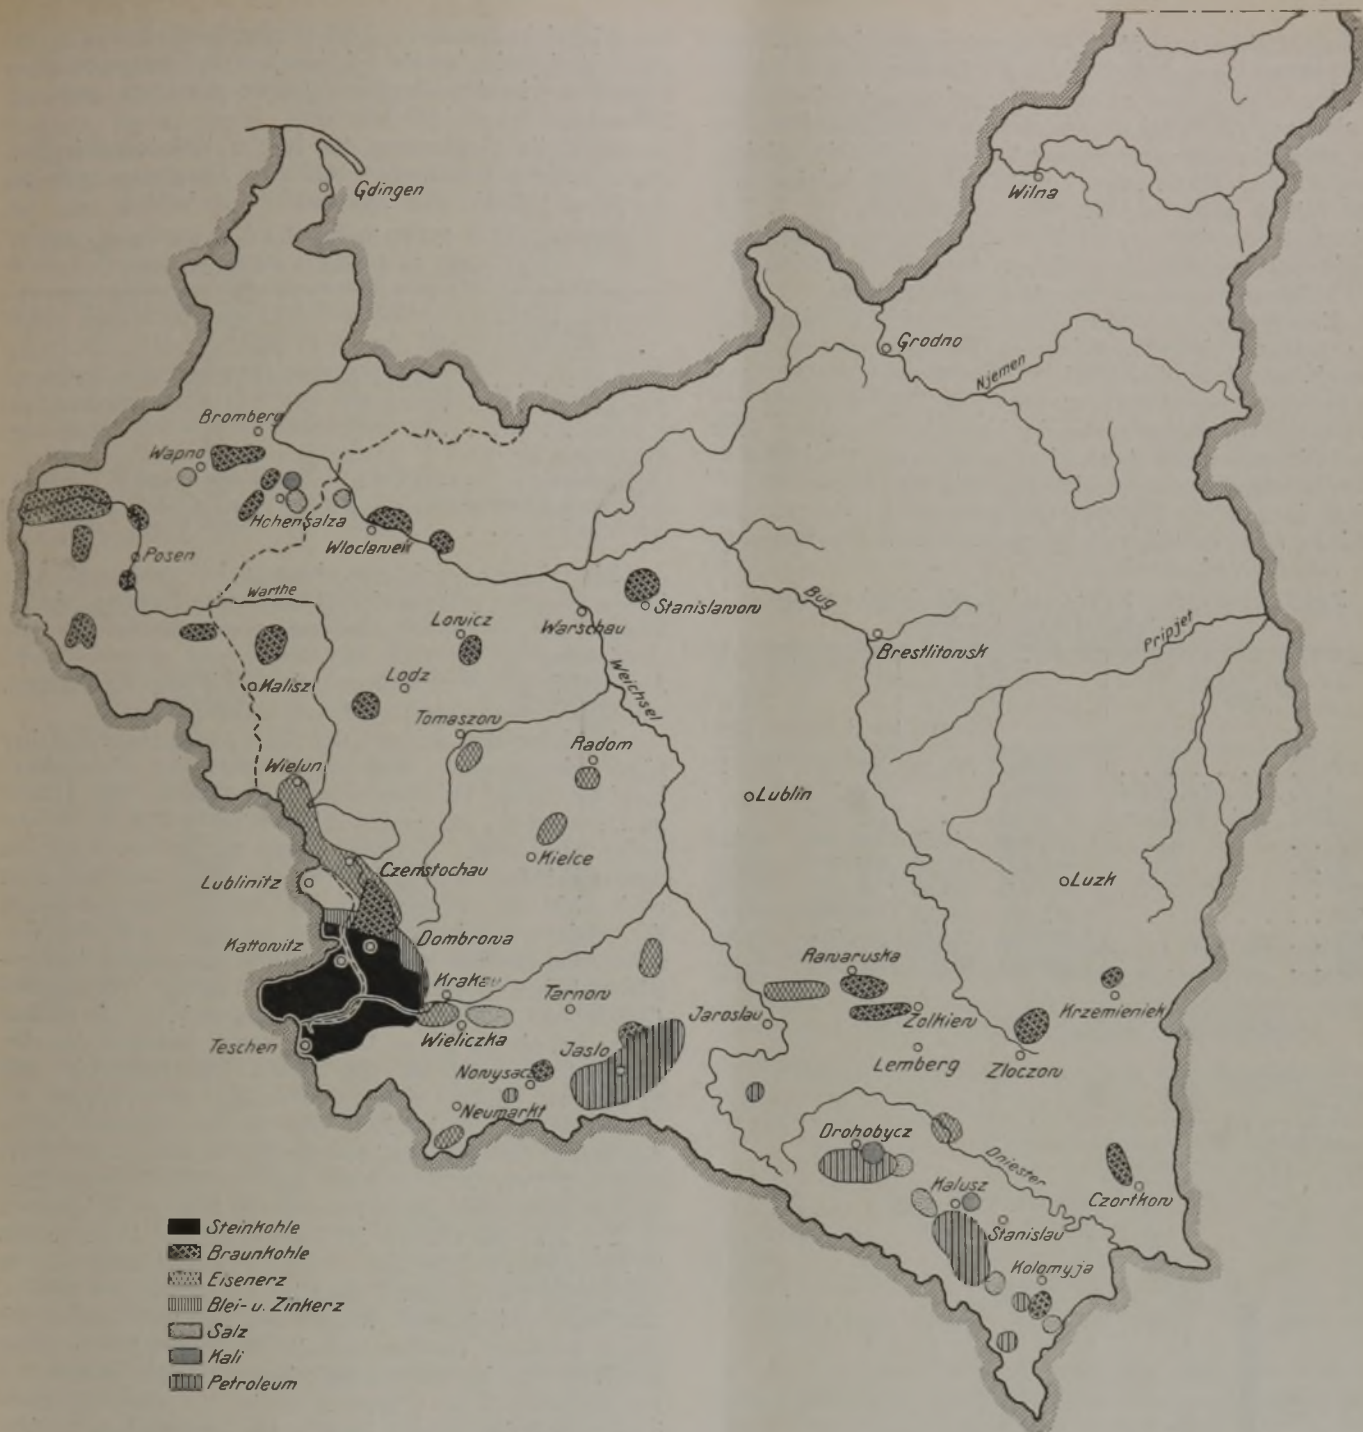 Gdingen
Wilna
Grodno
Njemen
Bromberg
Wapno
Hohensalza
Wloclawek
Posen
Warthe
Lowicz
Warschau
Stanislawow
Bug
Brestlitowsk
Pripjet
Kalisz
Lodz
Weichsel
Tomaszow
Radom
Wielun
Lublin
Kielce
Czenstochau
Lublinitz
Luzk
Kattowitz
Dombrowa
Rawaruska
Krakau
Tarnow
Jaroslau
Zolkiew
Krzemieniek
Wieliczka
Teschen
Jaslo
Lemberg
Zloczow
Nowysacz
Neumarkt
Drohobycz
Dniester
Kalusz
Czortkow
Stanislau
Kolomyja
Steinkohle
Braunkohle
Eisenerz
Blei- u. Zinkerz
Salz
Kali
Petroleum